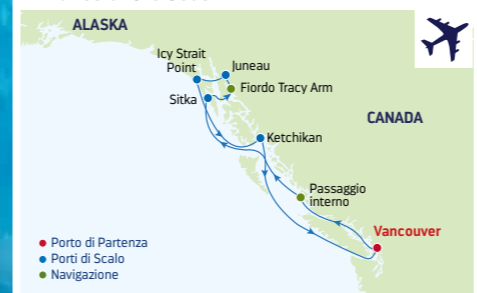 ALASKA
Icy Strait
Point
Juneau
Fiordo Tracy Arm
Sitka
CANADA
Ketchikan
Passaggio
interno
Vancouver
Porto di Partenza
Porti di Scalo
Navigazione